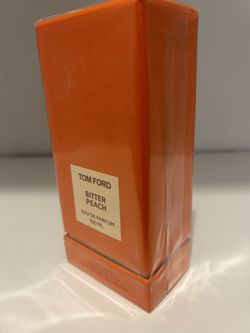 TOM FORD
BITTER
PEACH
EAU DE PARFUM
100 ML